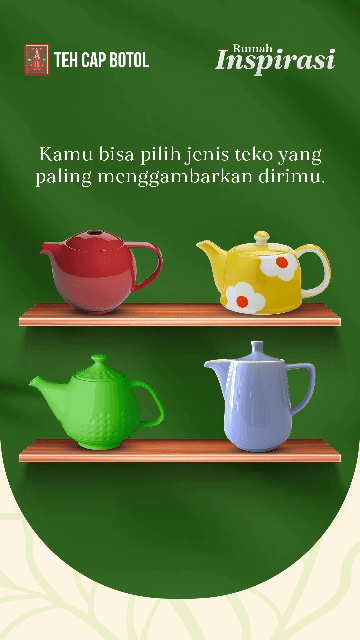 TEH CAP BOTOL
Rumah
Inspirasi
Kamu bisa pilih jenis teko yang
paling menggambarkan dirimu.